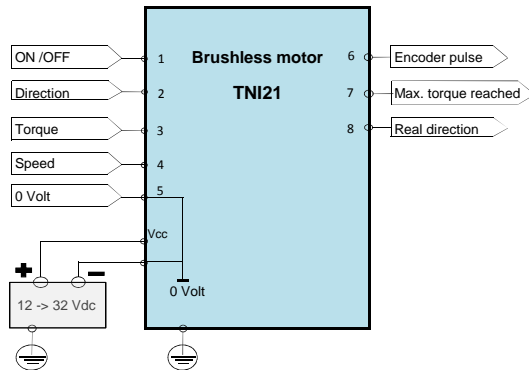 Brushless motor
TNI21
ON /OFF
1
Direction
2
Torque
3
Speed
4
0 Volt
5
6
Encoder pulse
7
Max. torque reached
8
Real direction
Vcc
+
−
12 -> 32 Vdc
0 Volt